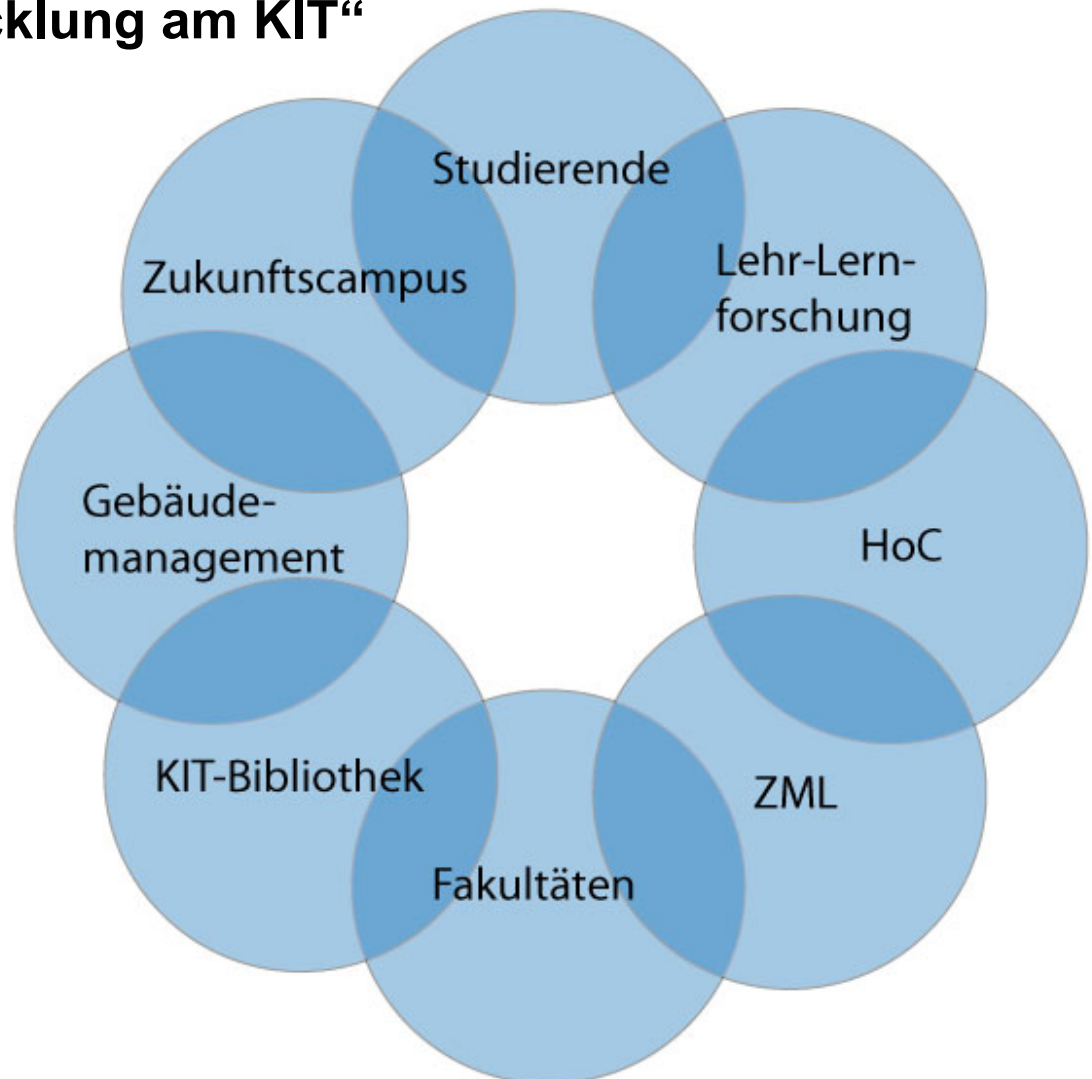 cklung am KIT“
Studierende
Lehr-Lern-
forschung
Zukunftscampus
Gebäude-
management
HoC
KIT-Bibliothek
ZML
Fakultäten